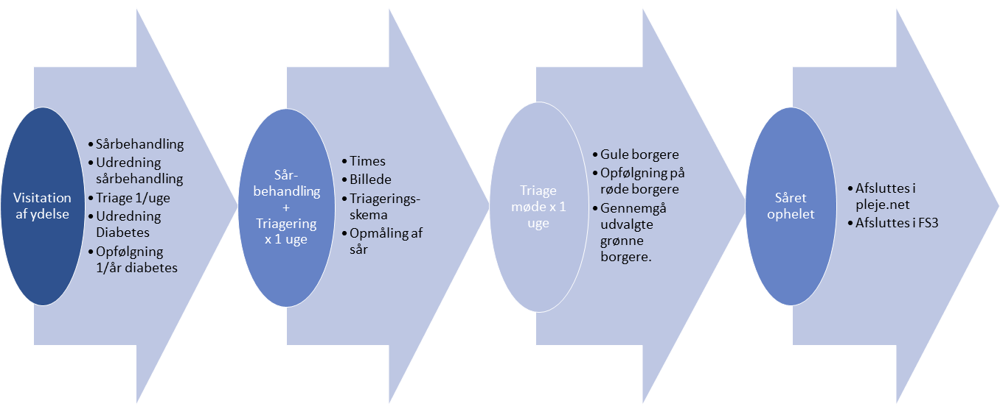 Visitation
af ydelse
• Sårbehandling
• Udredning
sårbehandling
• Triage 1/uge
• Udredning
Diabetes
• Opfølgning
1/år diabetes
Sår-
behandling
+
Triagering
x 1 uge
• Times
• Billede
• Triagerings-
skema
• Opmåling af
sår
Triage
møde x 1
uge
• Gule borgere
• Opfølgning på
røde borgere
• Gennemgå
udvalgte
grønne
borgere.
Såret
ophelet
• Afsluttes i
pleje.net
• Afsluttes i FS3